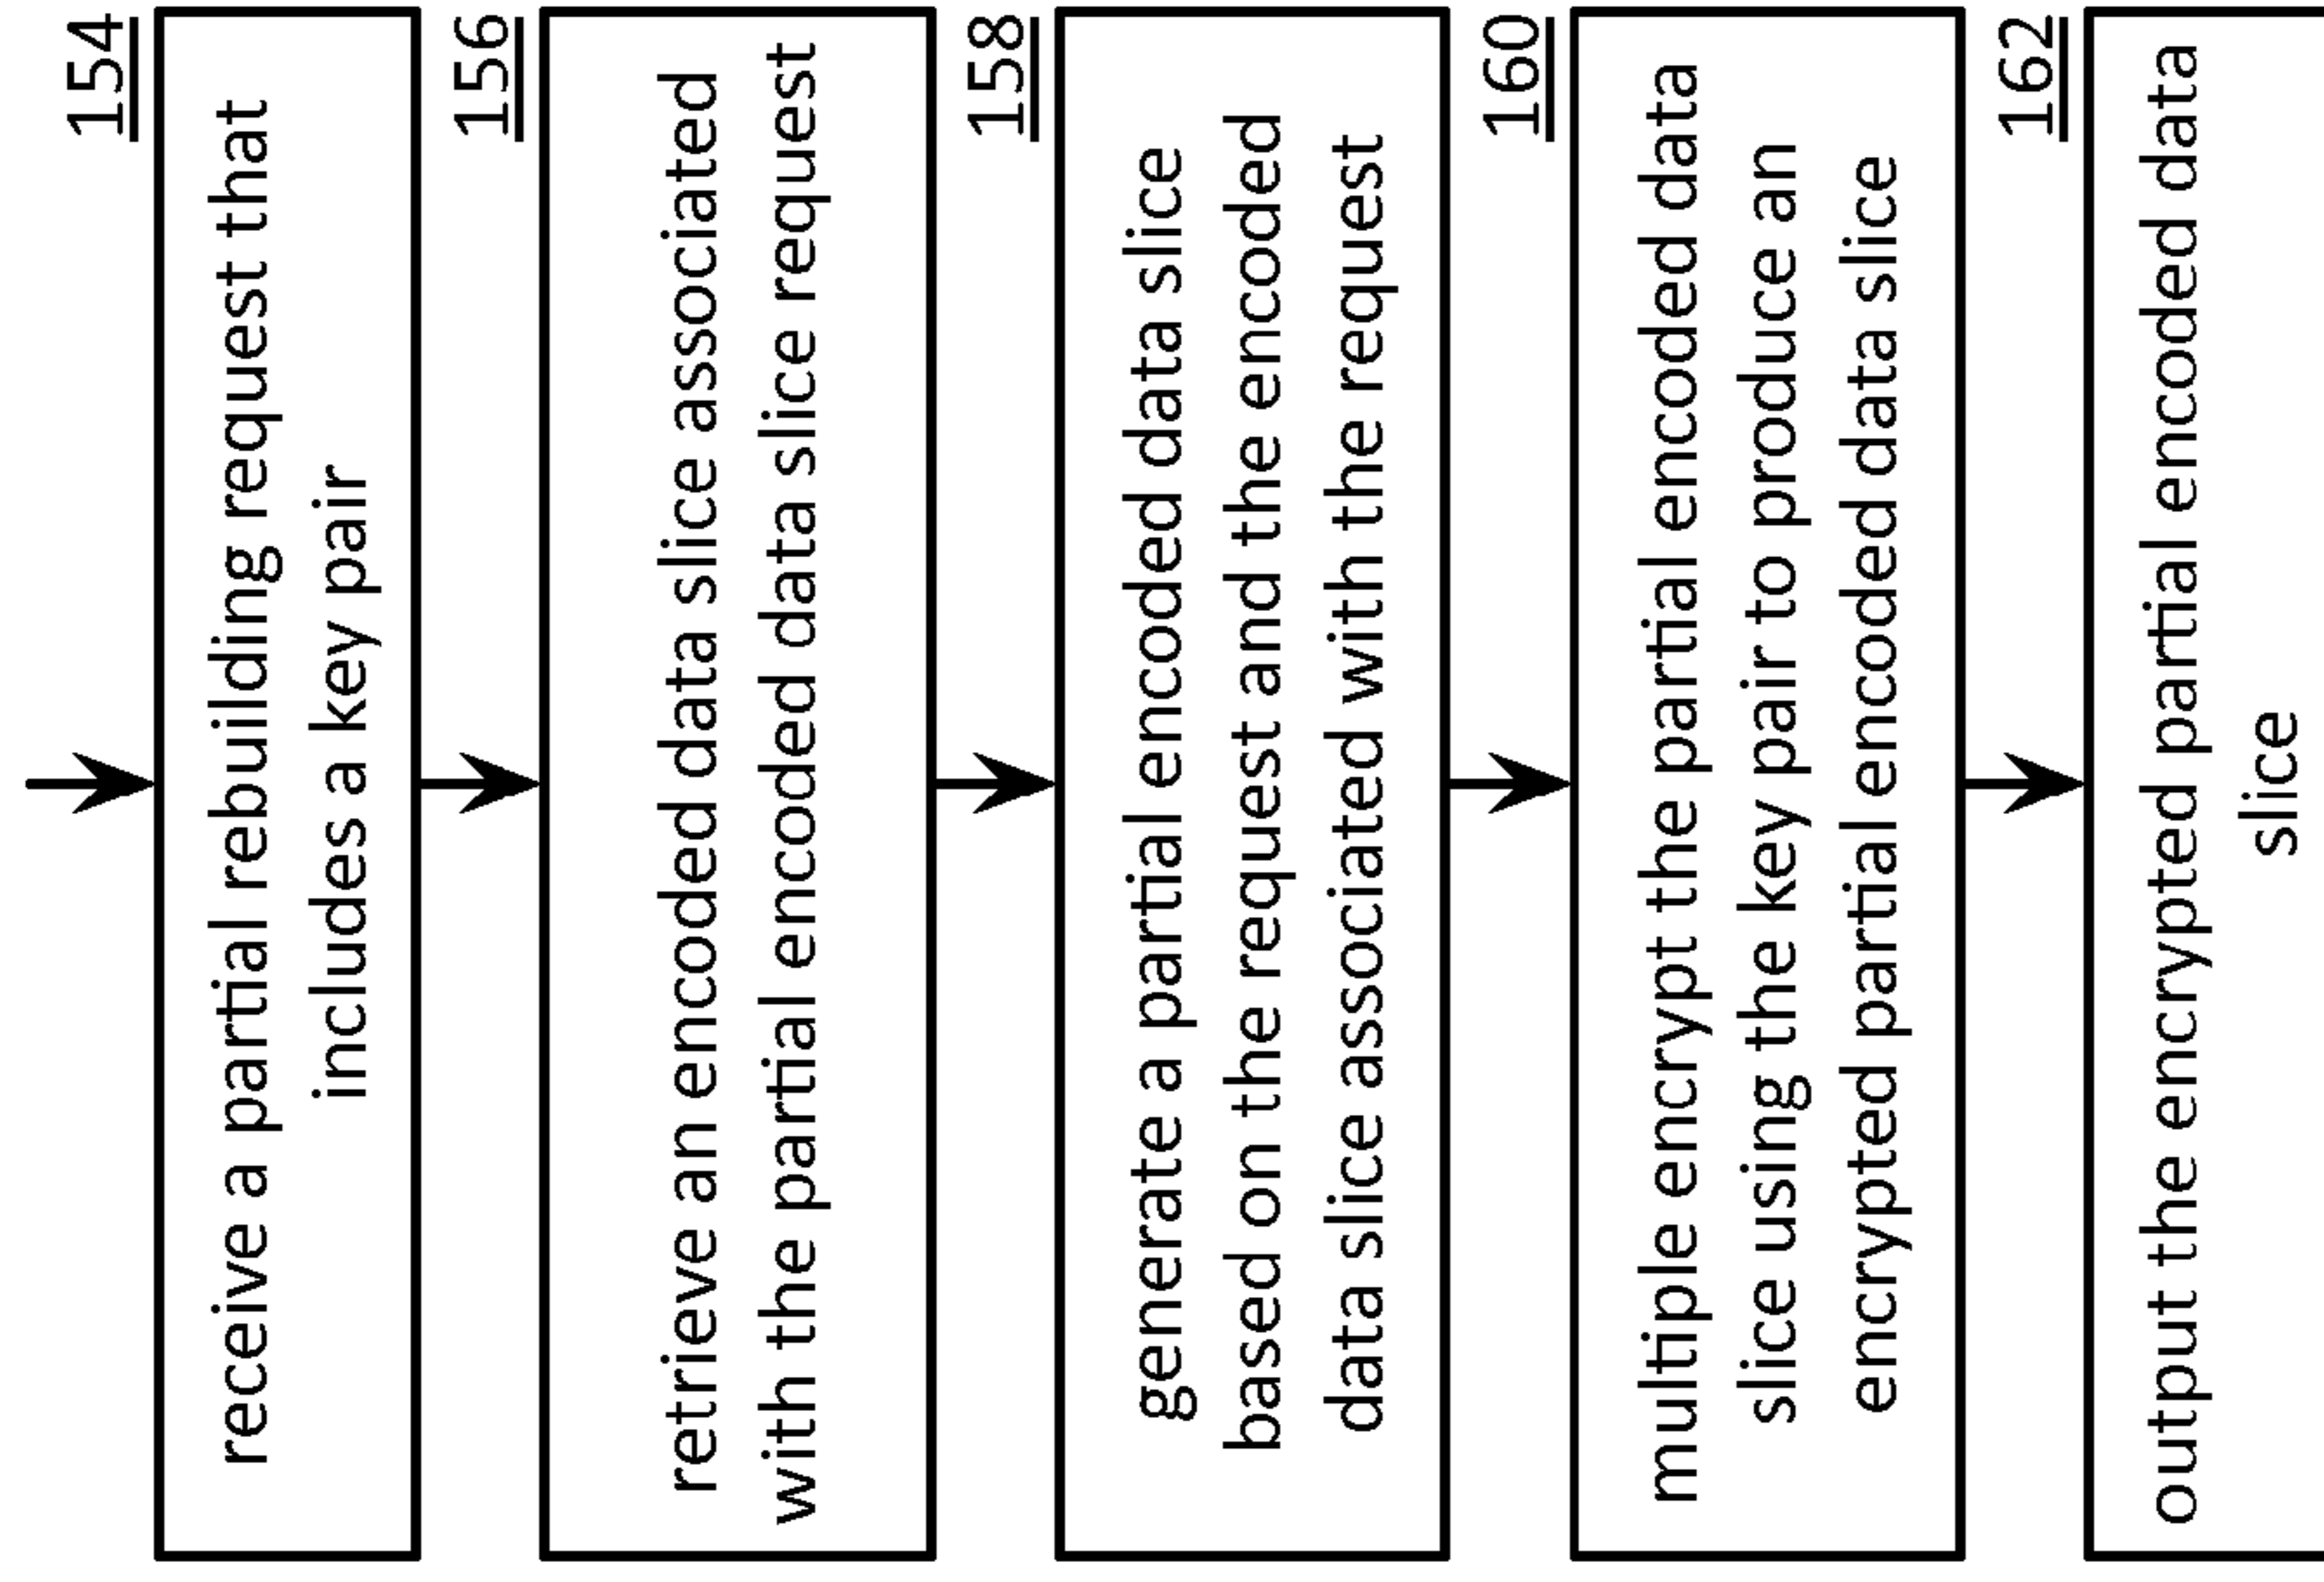 154
receive a partial rebuilding request that
includes a key pair
156
retrieve an encoded data slice associated
with the partial encoded data slice request
158
generate a partial encoded data slice
based on the request and the encoded
data slice associated with the request
160
multiple encrypt the partial encoded data
slice using the key pair to produce an
encrypted partial encoded data slice
162
output the encrypted partial encoded data
slice